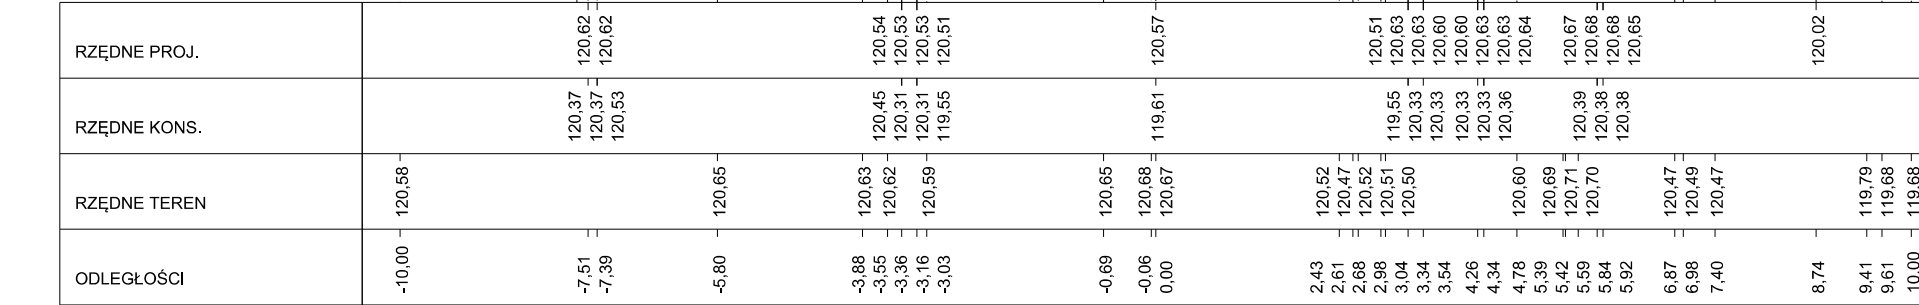 RZĘDNE PROJ. 120,62 120,62 120,54 120,53 120,53 120,51 120,57 120,51 120,63 120,63 120,60 120,60 120,63 120,63 120,64 120,67 120,68 120,68 120,65 120,02
RZĘDNE KONS. 120,37 120,37 120,53 120,45 120,31 120,31 119,55 119,61 119,55 120,33 120,33 120,33 120,33 120,36 120,39 120,38 120,38
RZĘDNE TEREN 120,58 120,65 120,63 120,62 120,59 120,65 120,68 120,67 120,52 120,47 120,52 120,51 120,50 120,60 120,69 120,71 120,70 120,47 120,49 120,47 119,79 119,68 119,68
ODLEGŁOŚCI -10,00 -7,51 -7,39 -5,80 -3,88 -3,55 -3,36 -3,16 -3,03 -0,69 -0,06 0,00 2,43 2,61 2,68 2,98 3,04 3,34 3,54 4,26 4,34 4,78 5,39 5,42 5,59 5,84 5,92 6,87 6,98 7,40 8,74 9,41 9,61 10,00